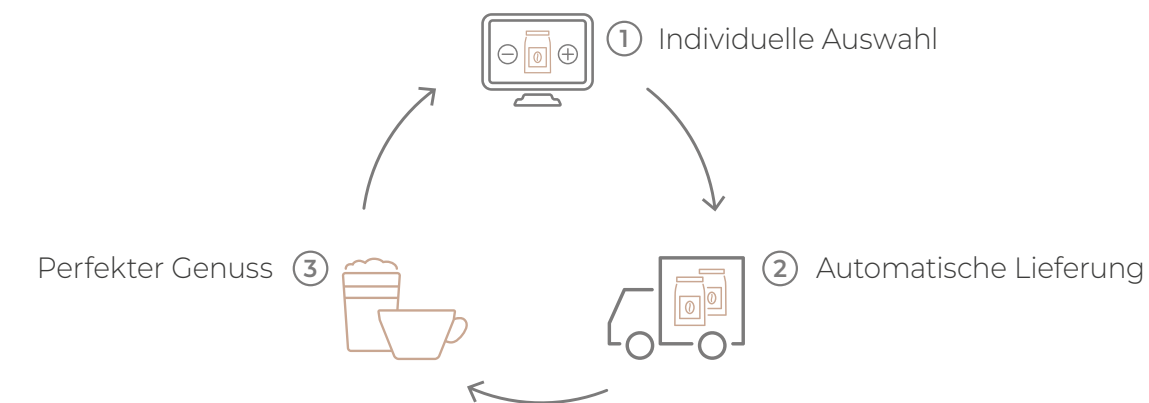 ① Individuelle Auswahl
② Automatische Lieferung
Perfekter Genuss ③